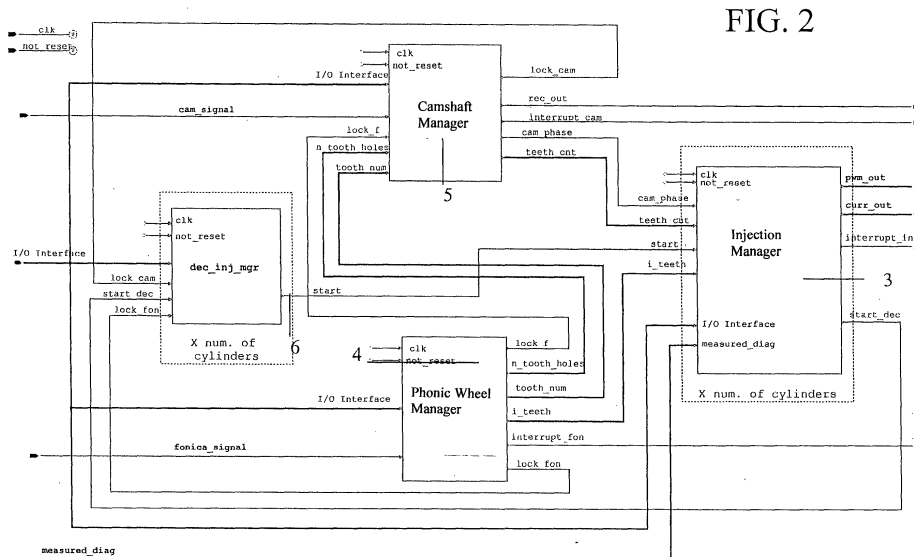 FIG. 2
clk
not_reset
clk
not_reset
I/O Interface
cam_signal
lock_f
n_tooth_holes
tooth_num
Camshaft
Manager
5
lock_cam
rec_out
interrupt_cam
cam_phase
teeth_cnt
clk
not_reset
I/O Interface
lock_cam
start_dec
lock_fon
dec_inj_mgr
start
X num. of
cylinders
6
clk
not_reset
cam_phase
teeth_cnt
start
i_teeth
I/O Interface
measured_diag
Injection
Manager
3
pwm_out
curr_out
interrupt_in
start_dec
X num. of cylinders
4
clk
not_reset
I/O Interface
fonica_signal
Phonic Wheel
Manager
lock_f
n_tooth_holes
tooth_num
i_teeth
interrupt_fon
lock_fon
measured_diag